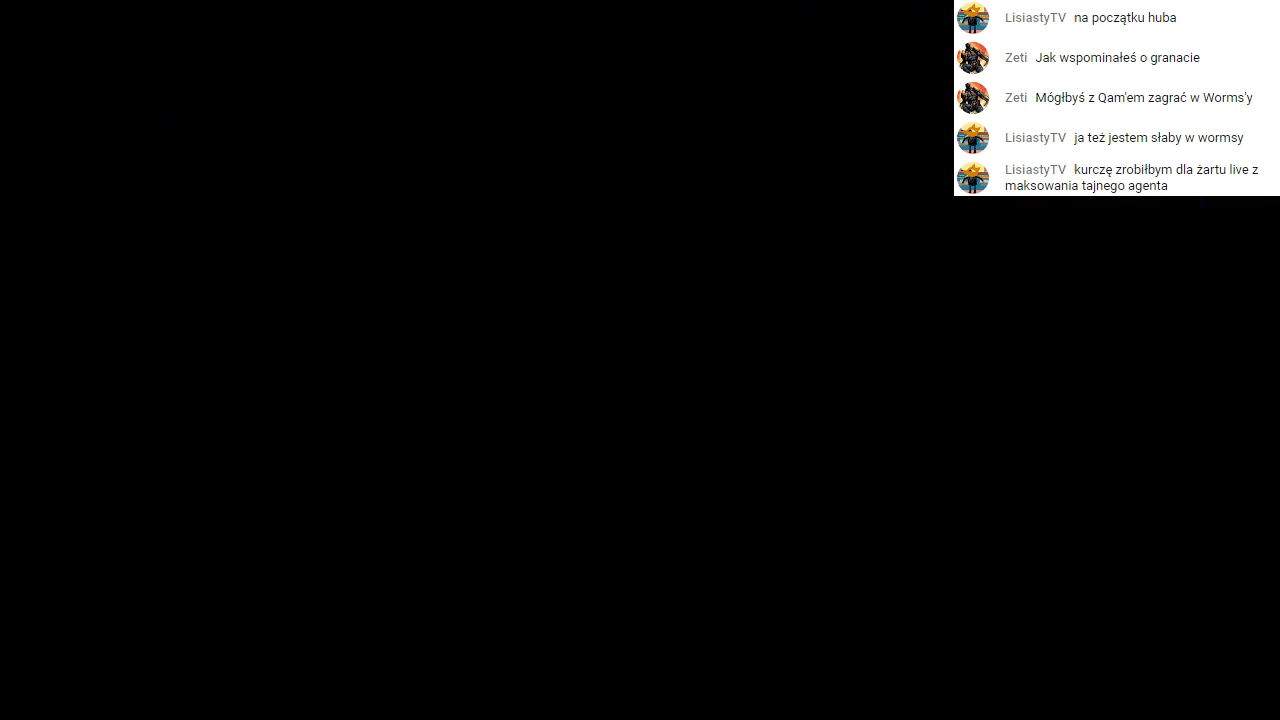 LisiastyTV na początku huba
Zeti Jak wspominałeś o granacie
Zeti Mógłbyś z Qam'em zagrać w Worms'y
LisiastyTV ja też jestem słaby w wormsy
LisiastyTV kurczę zrobiłbym dla żartu live z
maksowania tajnego agenta